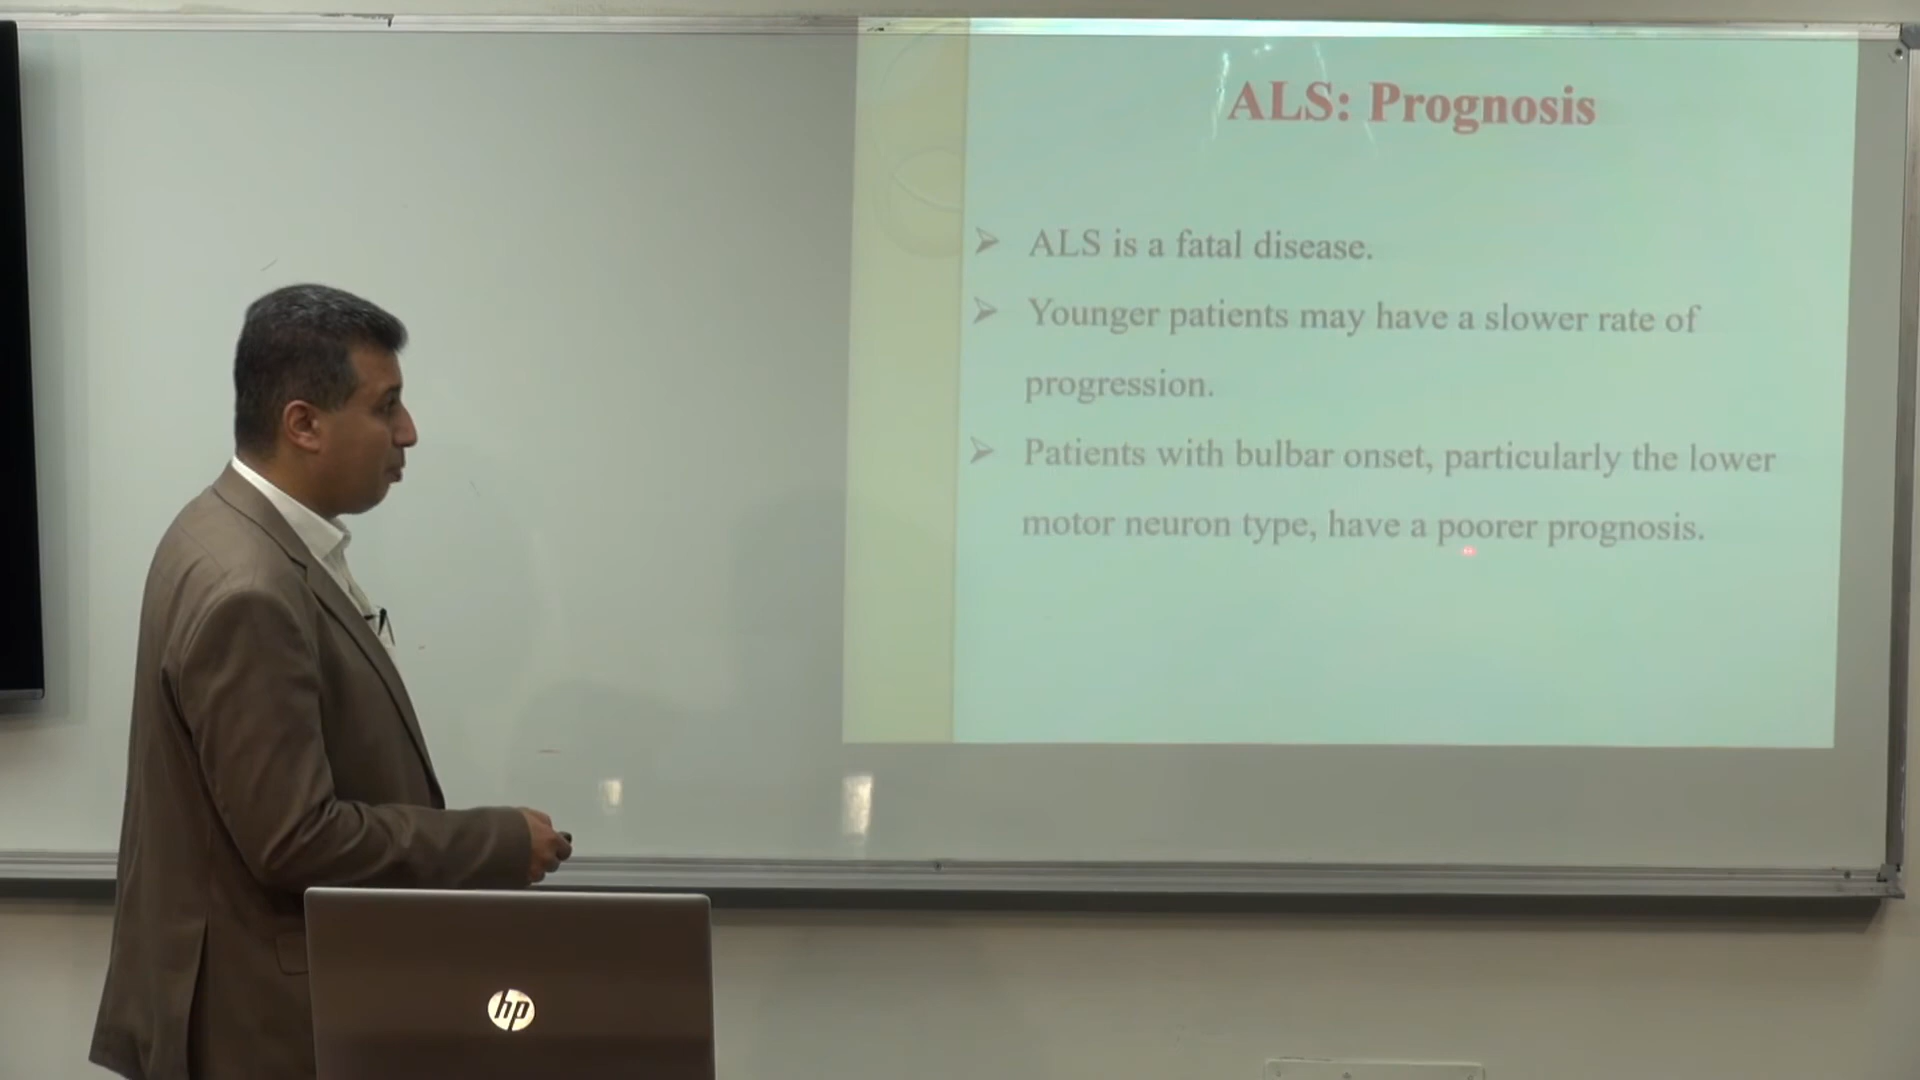 ALS: Prognosis
ALS is a fatal disease.
Younger patients may have a slower rate of
progression.
Patients with bulbar onset, particularly the lower
motor neuron type, have a poorer prognosis.
hp